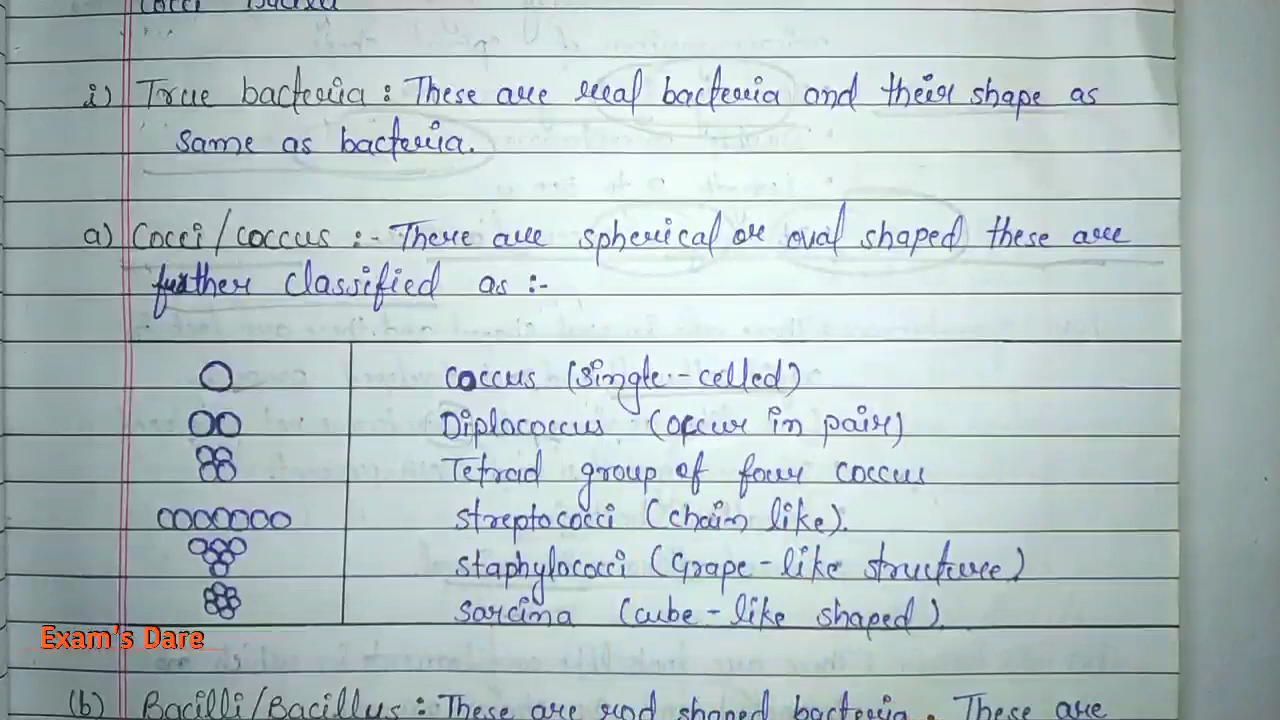 Cocci Bacilli
i) True bacteria : These are real bacteria and their shape as
same as bacteria.
a) Cocci/coccus :- There are spherical or oval shaped these are
further classified as :-
coccus (single-celled)
Diplococcus (occur in pair)
Tetrad group of four coccus
streptococci (chain like).
staphylococci (Grape-like structure)
sarcina (cube-like shaped).
Exam's Dare
(b) Bacilli/Bacillus : These are rod shaped bacteria. These are